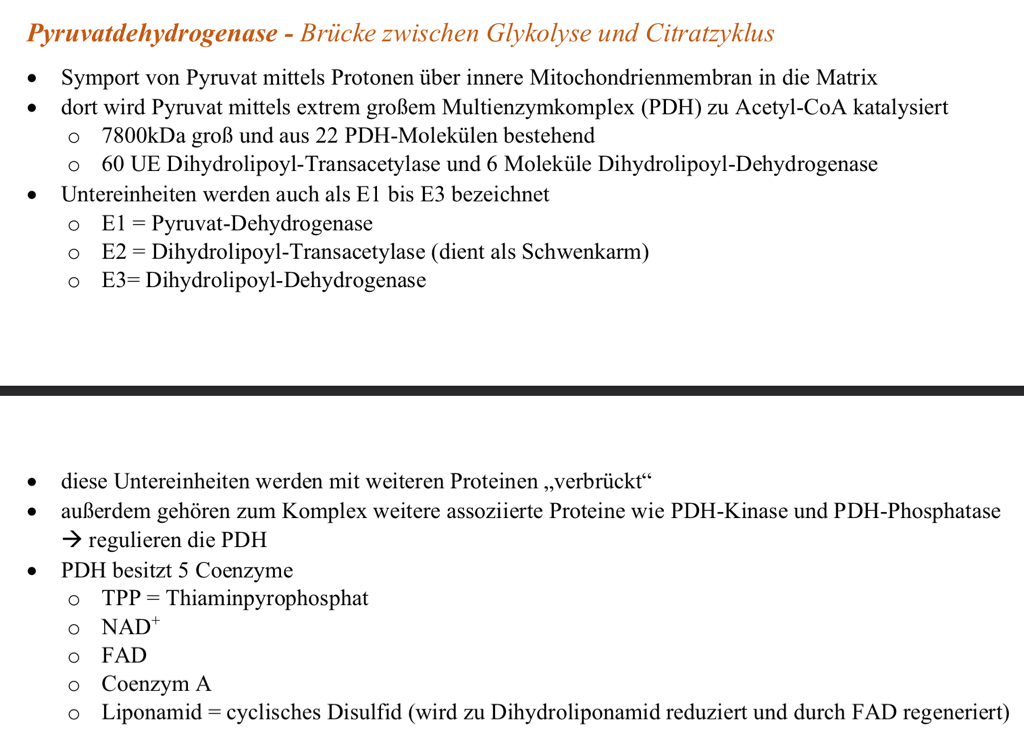 Pyruvatdehydrogenase - Brücke zwischen Glykolyse und Citratzyklus
• Symport von Pyruvat mittels Protonen über innere Mitochondrienmembran in die Matrix
• dort wird Pyruvat mittels extrem großem Multienzymkomplex (PDH) zu Acetyl-CoA katalysiert
o 7800kDa groß und aus 22 PDH-Molekülen bestehend
o 60 UE Dihydrolipoyl-Transacetylase und 6 Moleküle Dihydrolipoyl-Dehydrogenase
• Untereinheiten werden auch als E1 bis E3 bezeichnet
o E1 = Pyruvat-Dehydrogenase
o E2 = Dihydrolipoyl-Transacetylase (dient als Schwenkarm)
o E3= Dihydrolipoyl-Dehydrogenase
• diese Untereinheiten werden mit weiteren Proteinen „verbrückt“
• außerdem gehören zum Komplex weitere assoziierte Proteine wie PDH-Kinase und PDH-Phosphatase
→ regulieren die PDH
• PDH besitzt 5 Coenzyme
o TPP = Thiaminpyrophosphat
o NAD⁺
o FAD
o Coenzym A
o Liponamid = cyclisches Disulfid (wird zu Dihydroliponamid reduziert und durch FAD regeneriert)